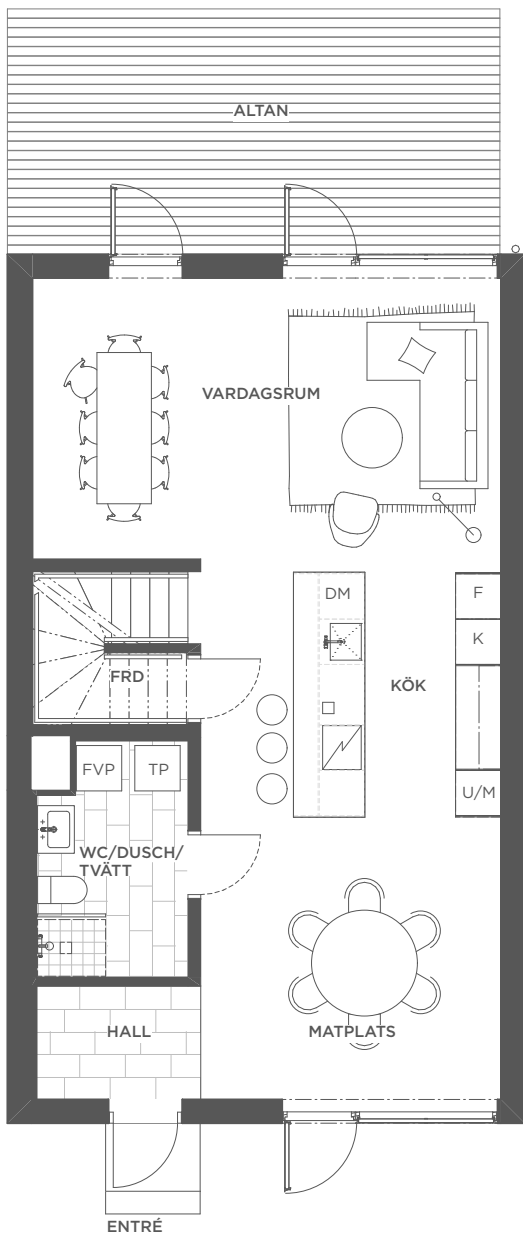 ALTAN
VARDAGSRUM
DM
F
K
FRD
KÖK
FVP
TP
U/M
WC/DUSCH/
TVÄTT
HALL
MATPLATS
ENTRÉ